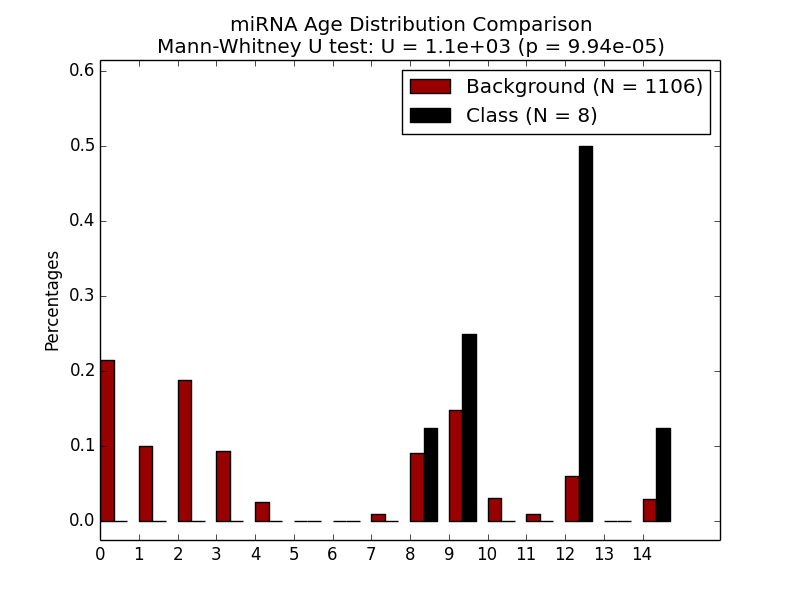 miRNA Age Distribution Comparison
Mann-Whitney U test: U = 1.1e+03 (p = 9.94e-05)
Background (N = 1106)
Class (N = 8)
Percentages
0.6
0.5
0.4
0.3
0.2
0.1
0.0
0 1 2 3 4 5 6 7 8 9 10 11 12 13 14